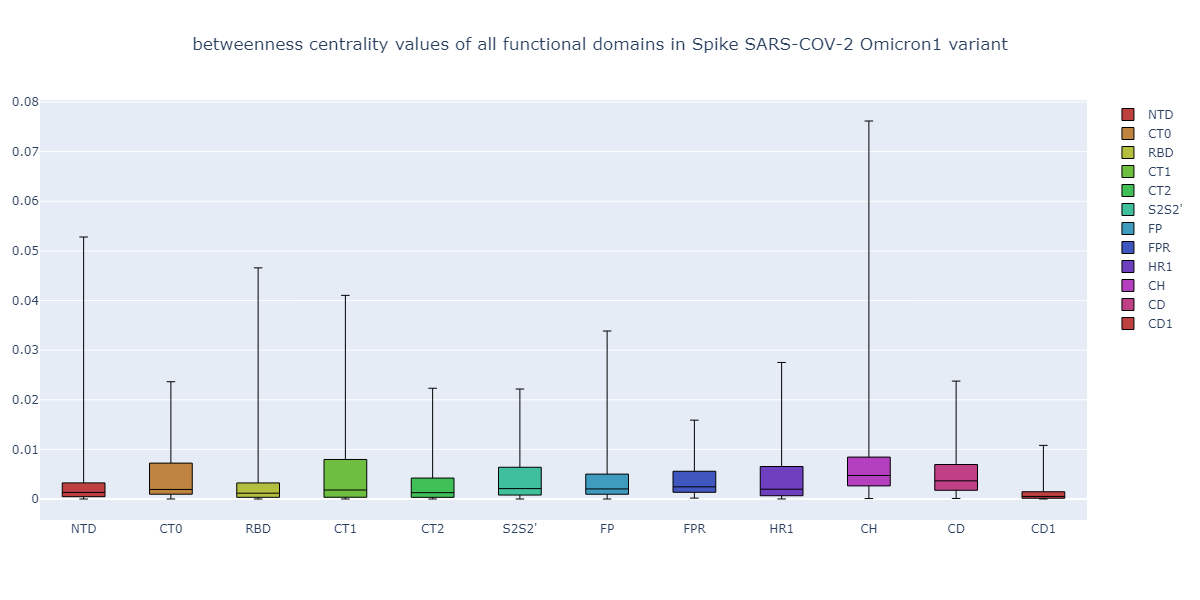 betweenness centrality values of all functional domains in Spike SARS-COV-2 Omicron1 variant
0.08
0.07
0.06
0.05
0.04
0.03
0.02
0.01
0
NTD CT0 RBD CT1 CT2 S2S2' FP FPR HR1 CH CD CD1
NTD
CT0
RBD
CT1
CT2
S2S2'
FP
FPR
HR1
CH
CD
CD1